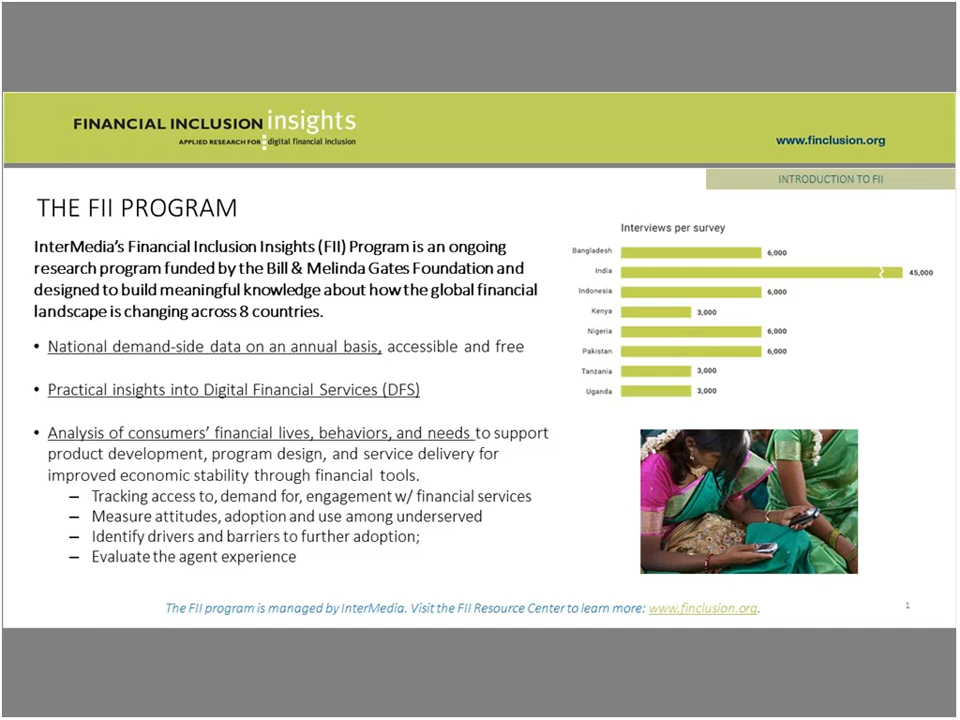 FINANCIAL INCLUSION insights
APPLIED RESEARCH FOR digital financial inclusion
www.finclusion.org
INTRODUCTION TO FII
THE FII PROGRAM
InterMedia's Financial Inclusion Insights (FII) Program is an ongoing
research program funded by the Bill & Melinda Gates Foundation and
designed to build meaningful knowledge about how the global financial
landscape is changing across 8 countries.
• National demand-side data on an annual basis, accessible and free
• Practical insights into Digital Financial Services (DFS)
• Analysis of consumers' financial lives, behaviors, and needs to support
product development, program design, and service delivery for
improved economic stability through financial tools.
– Tracking access to, demand for, engagement w/ financial services
– Measure attitudes, adoption and use among underserved
– Identify drivers and barriers to further adoption;
– Evaluate the agent experience
Interviews per survey
Bangladesh 6,000
India 45,000
Indonesia 6,000
Kenya 3,000
Nigeria 6,000
Pakistan 6,000
Tanzania 3,000
Uganda 3,000
The FII program is managed by InterMedia. Visit the FII Resource Center to learn more: www.finclusion.org.
1